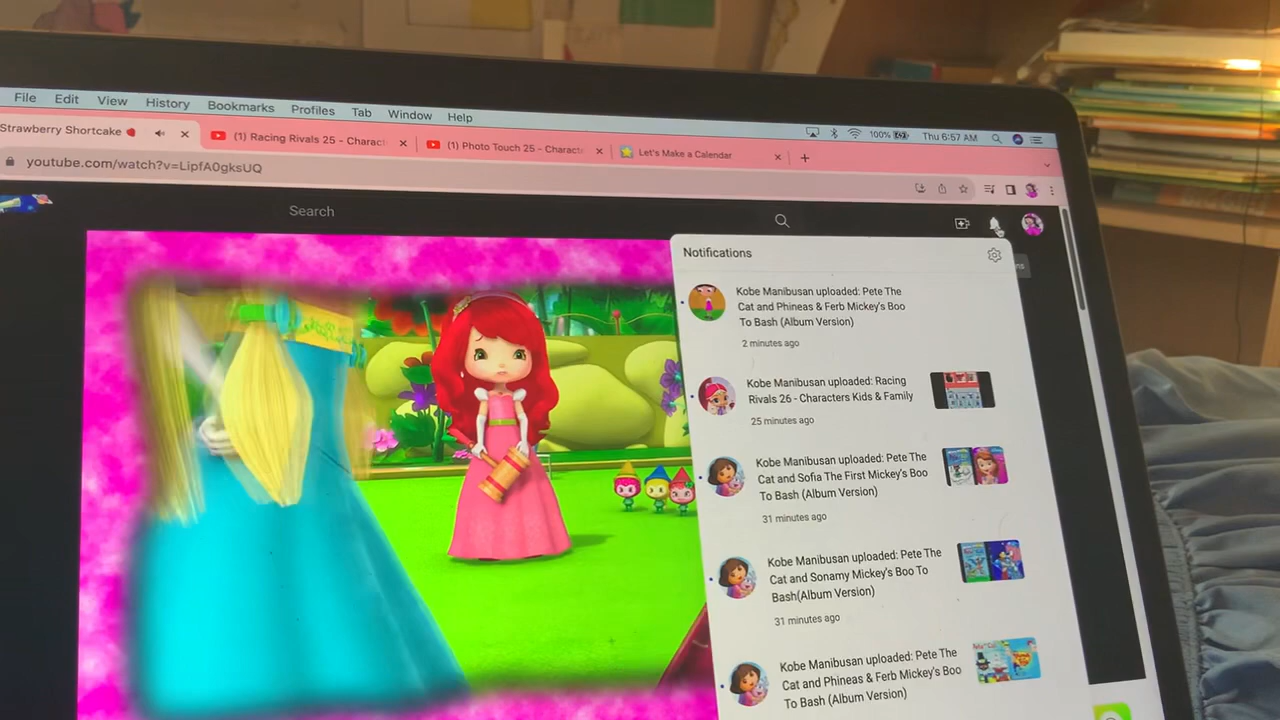 File Edit View History Bookmarks Profiles Tab Window Help
100% Thu 6:57 AM
Strawberry Shortcake
(1) Racing Rivals 25 - Charac
(1) Photo Touch 25 - Charact
Let's Make a Calendar
youtube.com/watch?v=LipfA0gksUQ
Search
Notifications
Kobe Manibusan uploaded: Pete The
Cat and Phineas & Ferb Mickey's Boo
To Bash (Album Version)
2 minutes ago
Kobe Manibusan uploaded: Racing
Rivals 26 - Characters Kids & Family
25 minutes ago
Kobe Manibusan uploaded: Pete The
Cat and Sofia The First Mickey's Boo
To Bash (Album Version)
31 minutes ago
Kobe Manibusan uploaded: Pete The
Cat and Sonamy Mickey's Boo To
Bash(Album Version)
31 minutes ago
Kobe Manibusan uploaded: Pete The
Cat and Phineas & Ferb Mickey's Boo
To Bash (Album Version)